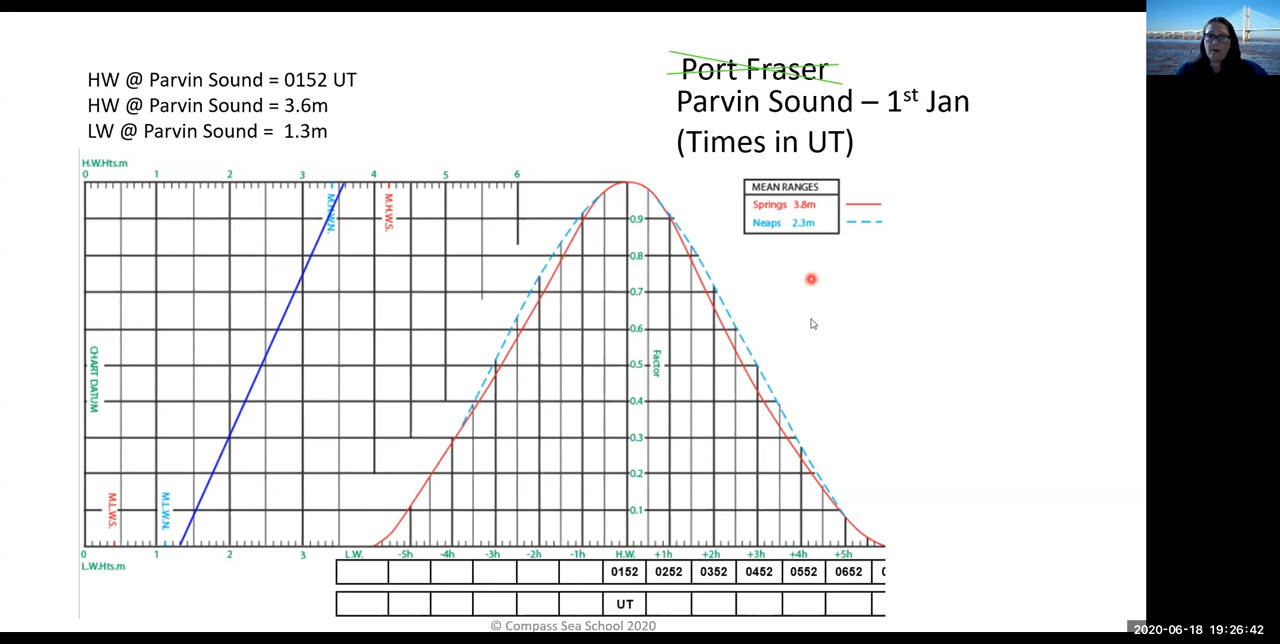 Port Fraser
HW @ Parvin Sound = 0152 UT
HW @ Parvin Sound = 3.6m
LW @ Parvin Sound = 1.3m
Parvin Sound – 1st Jan
(Times in UT)
H.W.Hts.m
0 1 2 3 4 5 6
M.H.W.N.
M.H.W.S.
MEAN RANGES
Springs 3.8m
Neaps 2.3m
0.9
0.8
0.7
0.6
0.5
0.4
0.3
0.2
0.1
Factor
CHART DATUM
M.L.W.S.
M.L.W.N.
0 1 2 3 L.W. -5h -4h -3h -2h -1h H.W. +1h +2h +3h +4h +5h
L.W.Hts.m
0152 0252 0352 0452 0552 0652
UT
© Compass Sea School 2020
2020-06-18 19:26:42